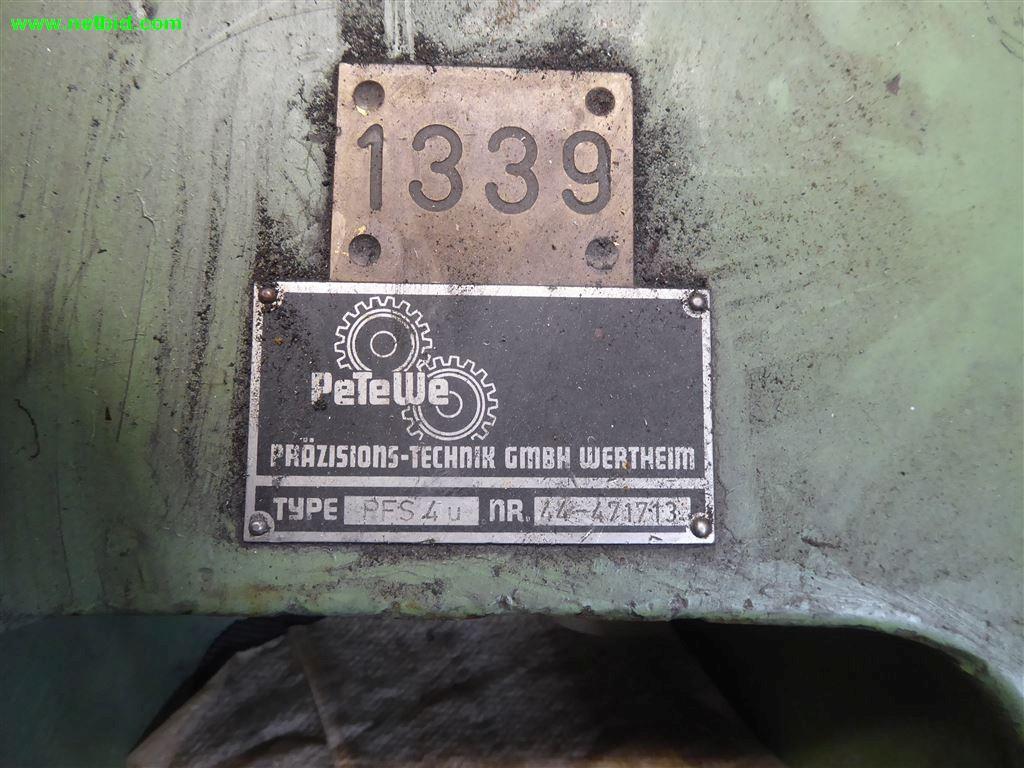 www.netbid.com
1339
PeTeWe
PRÄZISIONS-TECHNIK GMBH WERTHEIM
TYPE PFS 4 u NR. 44-471713